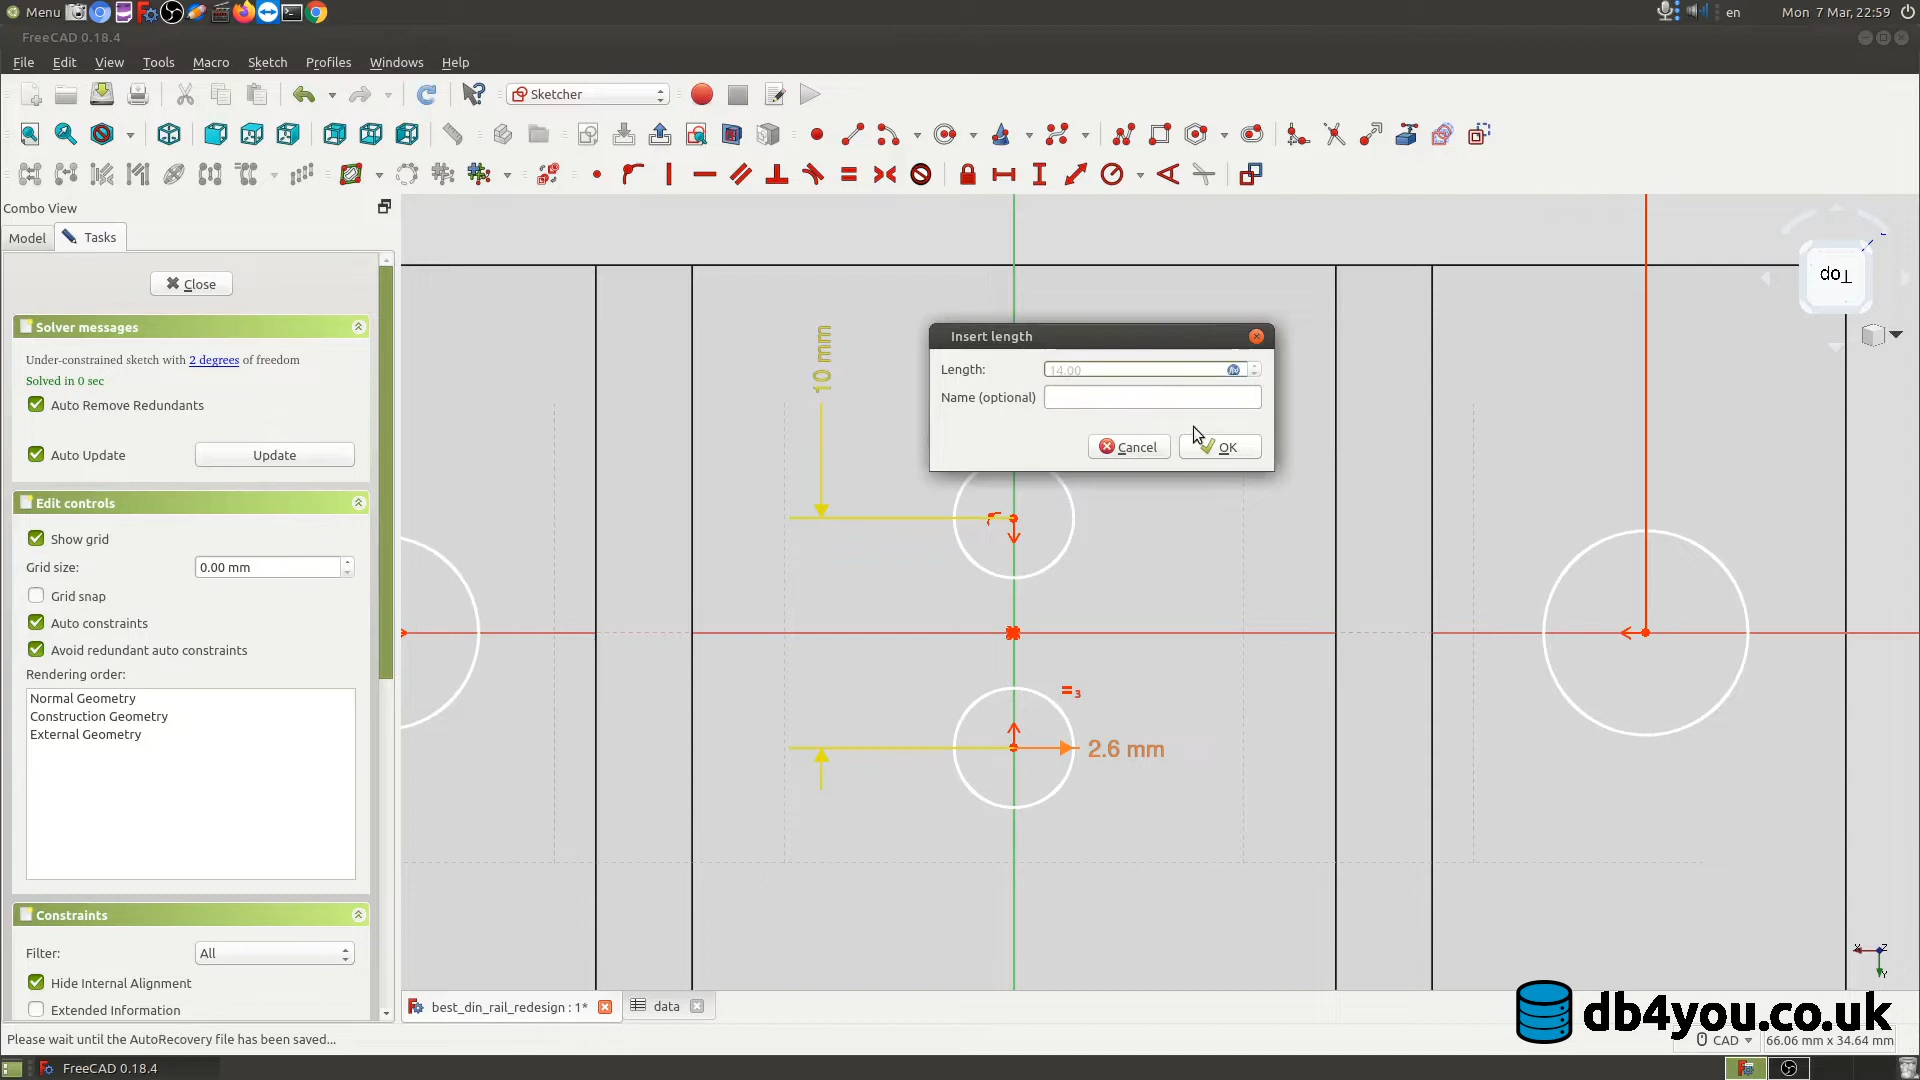 Menu
en
Mon 7 Mar, 22:59
FreeCAD 0.18.4
File Edit View Tools Macro Sketch Profiles Windows Help
Sketcher
Combo View
Model
Tasks
Close
Solver messages
Under-constrained sketch with 2 degrees of freedom
Solved in 0 sec
Auto Remove Redundants
Auto Update
Update
Edit controls
Show grid
Grid size:
0.00 mm
Grid snap
Auto constraints
Avoid redundant auto constraints
Rendering order:
Normal Geometry
Construction Geometry
External Geometry
Constraints
Filter:
All
Hide Internal Alignment
Extended Information
10 mm
Insert length
Length:
14.00
Name (optional)
Cancel
OK
3
2.6 mm
Top
X
Z
Y
best_din_rail_redesign : 1*
data
db4you.co.uk
Please wait until the AutoRecovery file has been saved...
CAD
66.06 mm x 34.64 mm
FreeCAD 0.18.4